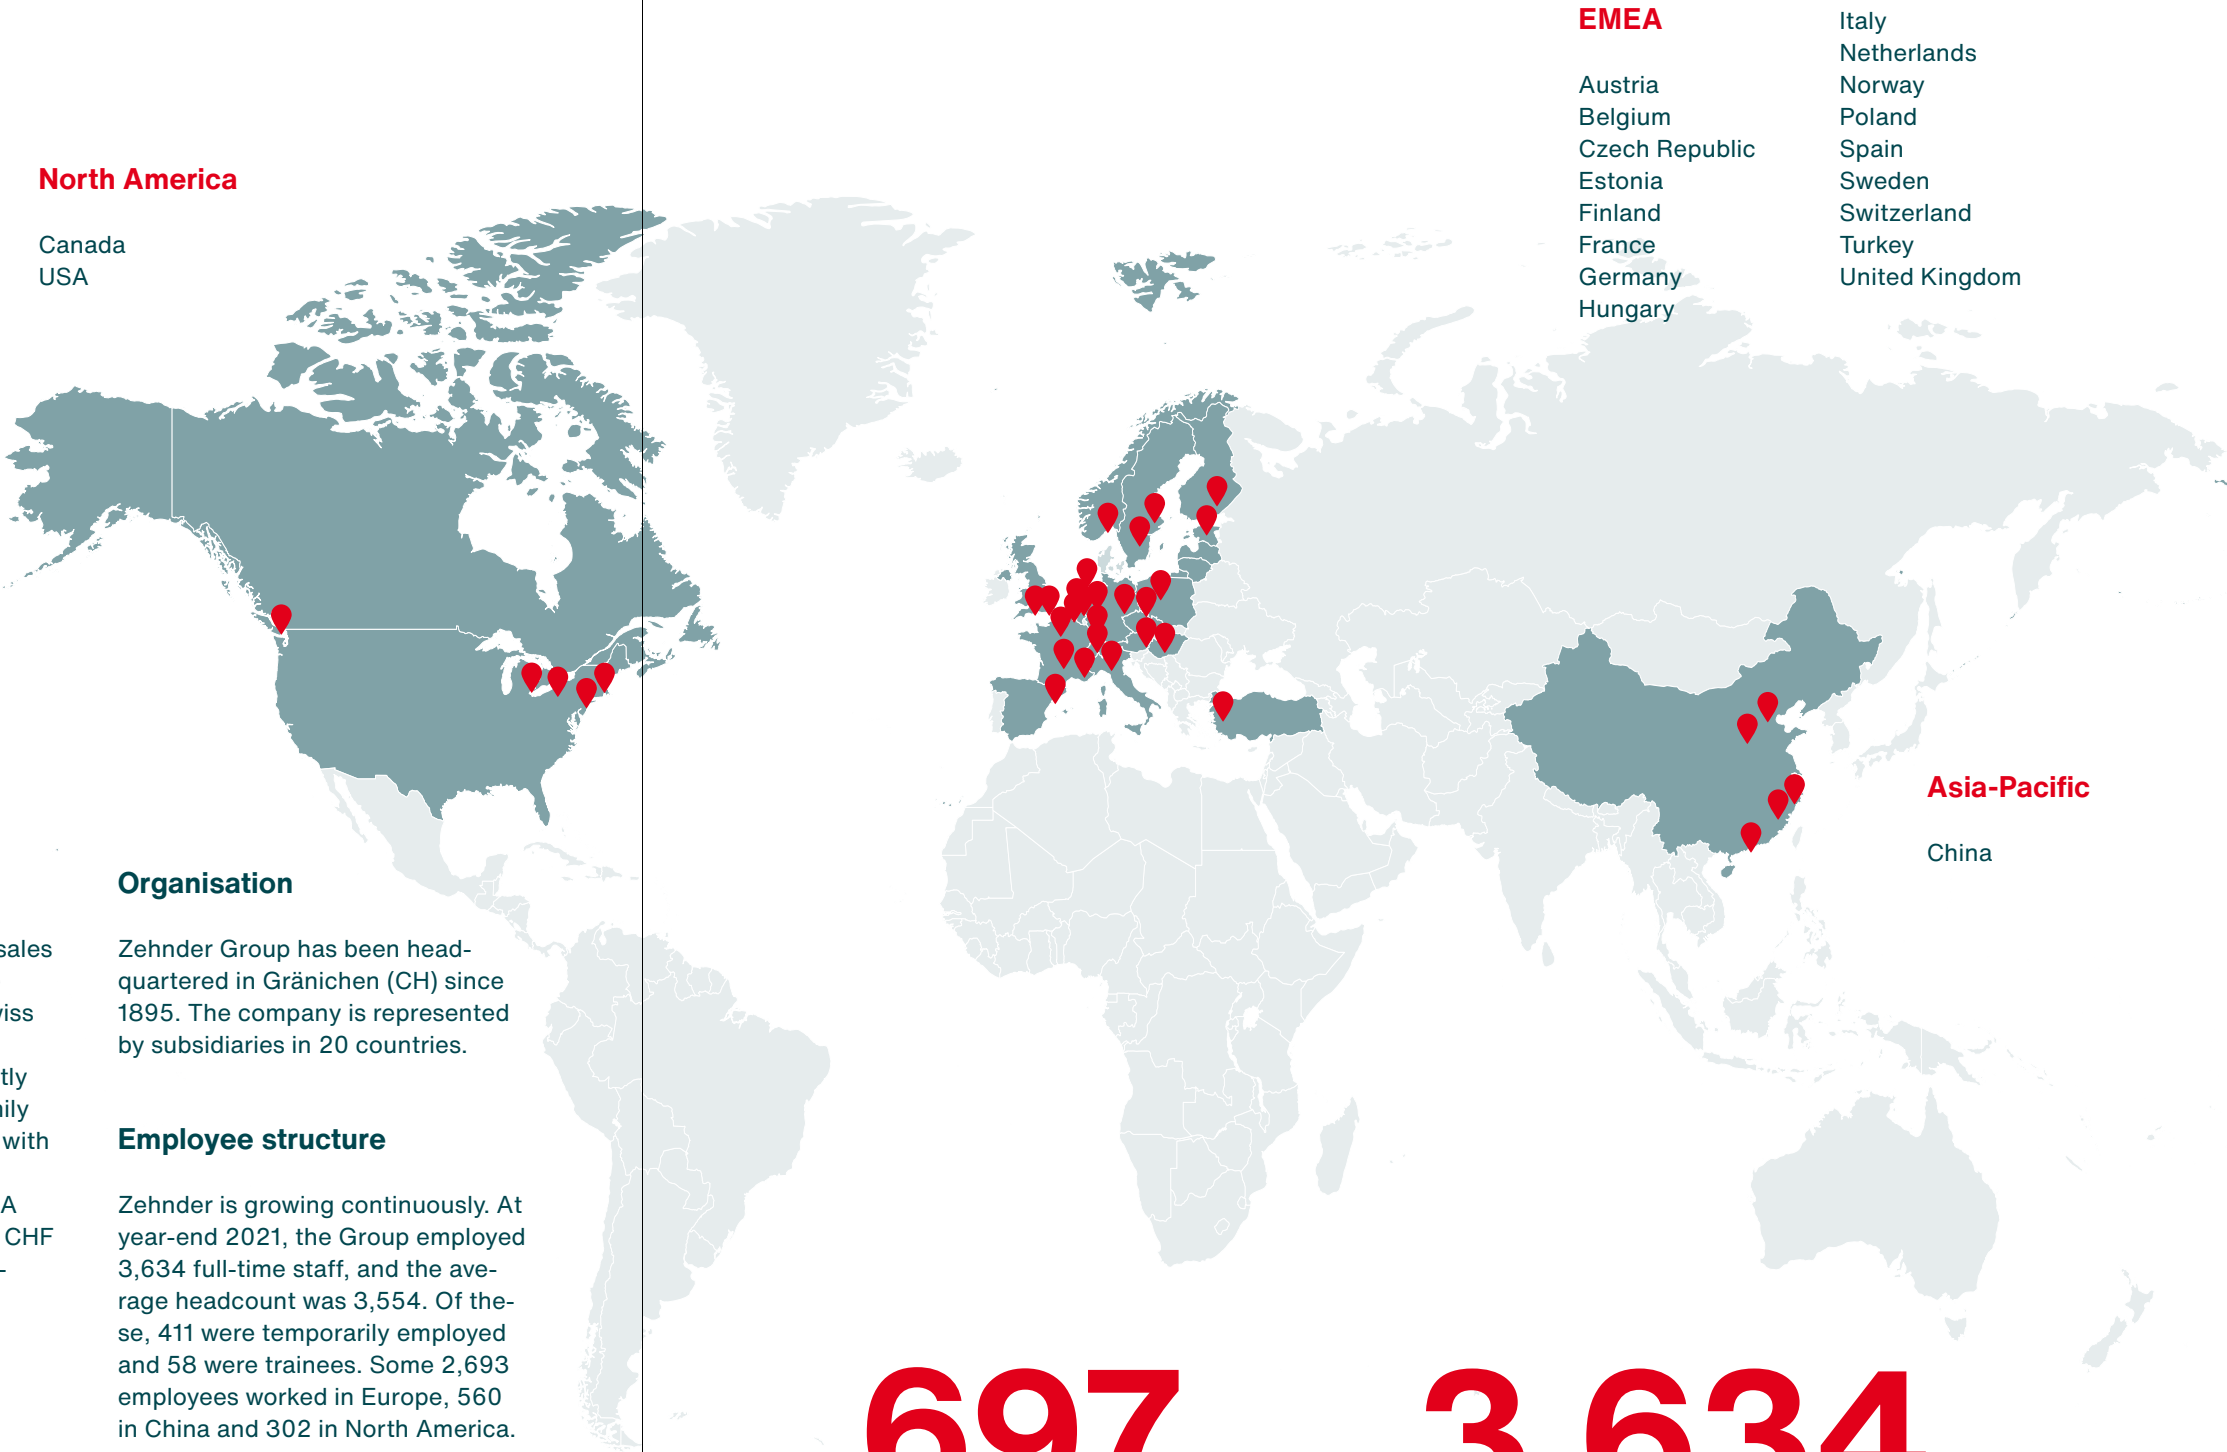 North America
Canada
USA
EMEA
Austria
Belgium
Czech Republic
Estonia
Finland
France
Germany
Hungary
Italy
Netherlands
Norway
Poland
Spain
Sweden
Switzerland
Turkey
United Kingdom
Asia-Pacific
China
sales
tly
with
A
CHF
-
Organisation
Zehnder Group has been head-
quartered in Gränichen (CH) since
1895. The company is represented
by subsidiaries in 20 countries.
Employee structure
Zehnder is growing continuously. At
year-end 2021, the Group employed
3,634 full-time staff, and the ave-
rage headcount was 3,554. Of the-
se, 411 were temporarily employed
and 58 were trainees. Some 2,693
employees worked in Europe, 560
in China and 302 in North America.
697
3,634